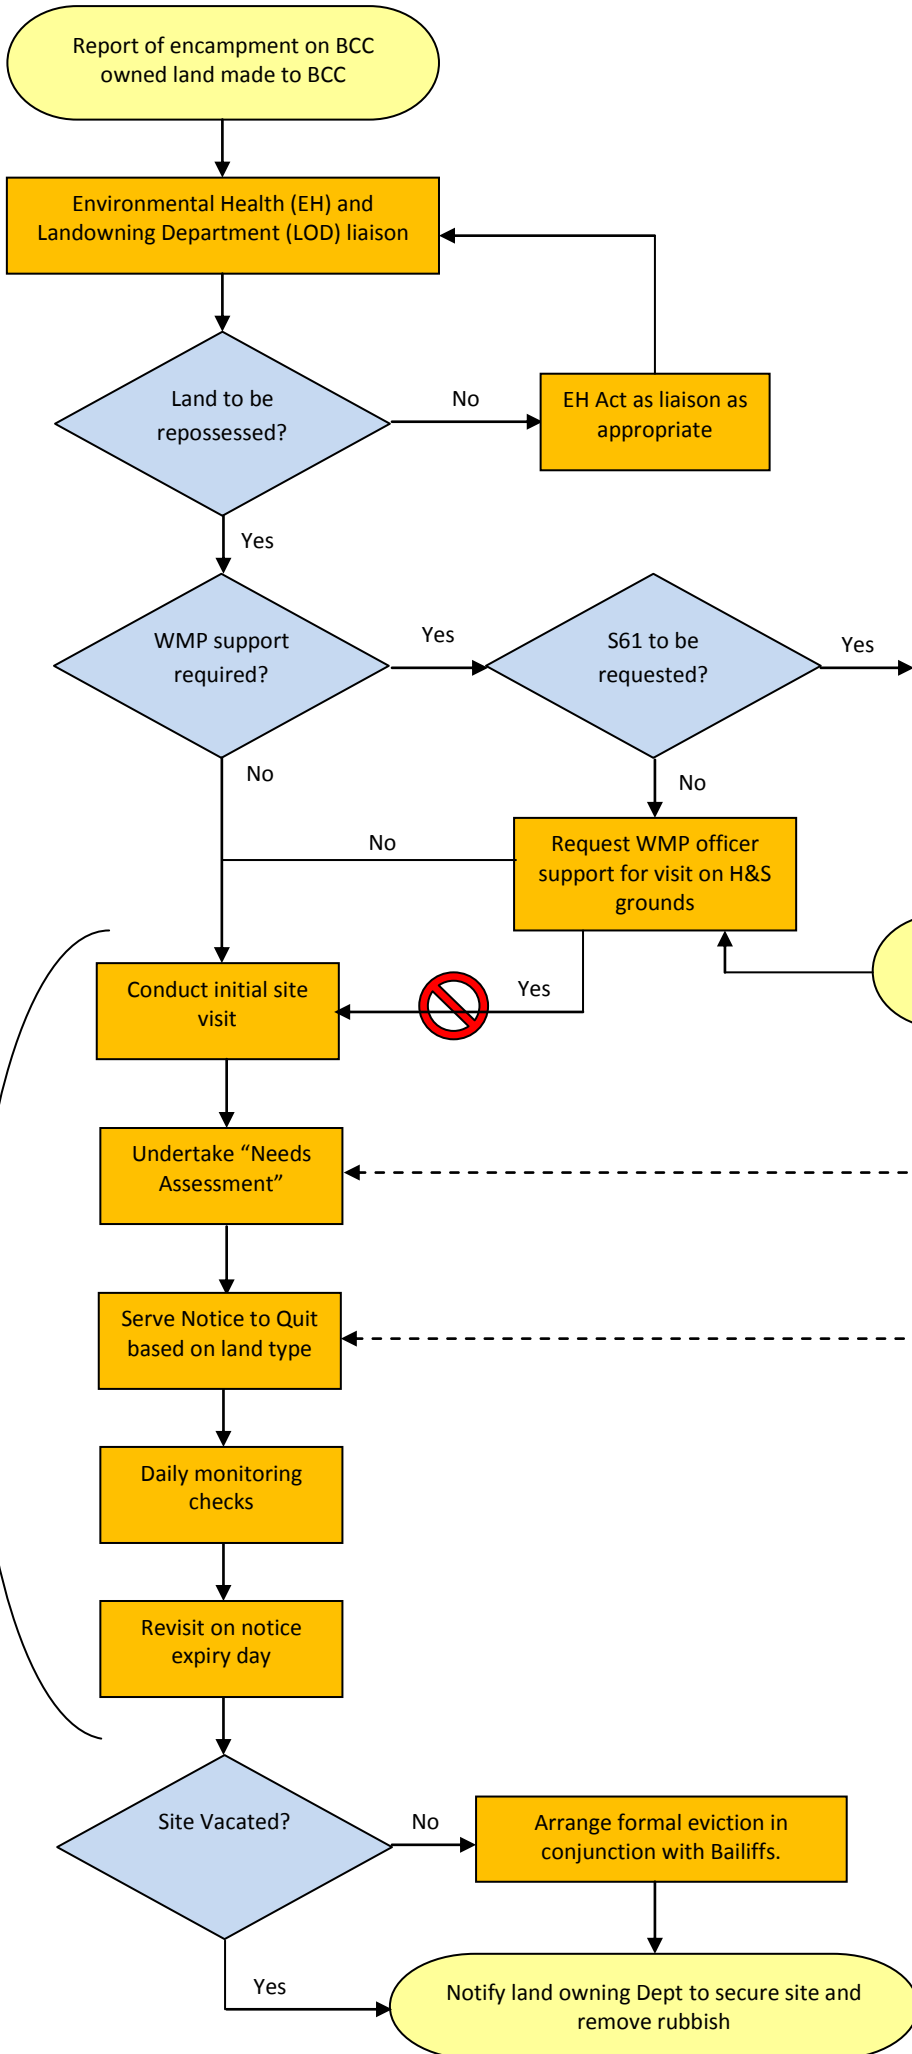 Report of encampment on BCC
owned land made to BCC
Environmental Health (EH) and
Landowning Department (LOD) liaison
Land to be
repossessed?
No
EH Act as liaison as
appropriate
Yes
WMP support
required?
Yes
S61 to be
requested?
Yes
No
No
No
Request WMP officer
support for visit on H&S
grounds
Conduct initial site
visit
Yes
Undertake “Needs
Assessment”
Serve Notice to Quit
based on land type
Daily monitoring
checks
Revisit on notice
expiry day
Site Vacated?
No
Arrange formal eviction in
conjunction with Bailiffs.
Yes
Notify land owning Dept to secure site and
remove rubbish